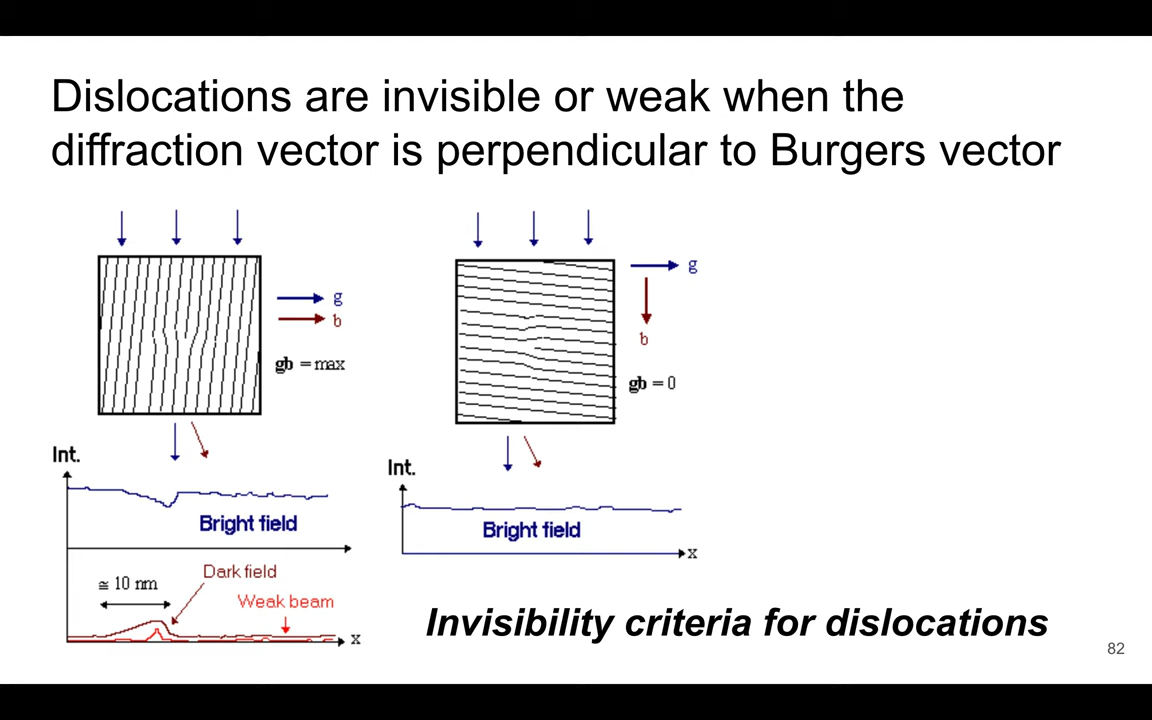 Dislocations are invisible or weak when the
diffraction vector is perpendicular to Burgers vector
g
b
gb = max
g
b
gb = 0
Int.
Bright field
≅ 10 nm
Dark field
Weak beam
x
Int.
Bright field
x
Invisibility criteria for dislocations
82